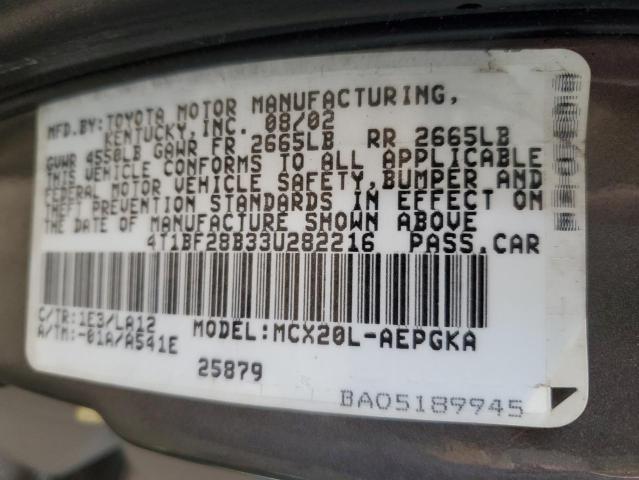 MFD.BY:TOYOTA MOTOR MANUFACTURING,
KENTUCKY,INC. 08/02
GVWR 4550LB GAWR FR 2665LB RR 2665LB
THIS VEHICLE CONFORMS TO ALL APPLICABLE
FEDERAL MOTOR VEHICLE SAFETY,BUMPER AND
THEFT PREVENTION STANDARDS IN EFFECT ON
THE DATE OF MANUFACTURE SHOWN ABOVE
4T1BF28B33U282216 PASS.CAR
C/TR:1E3/LA12
A/TM:-01A/A541E
MODEL:MCX20L-AEPGKA
25879
BA05189945